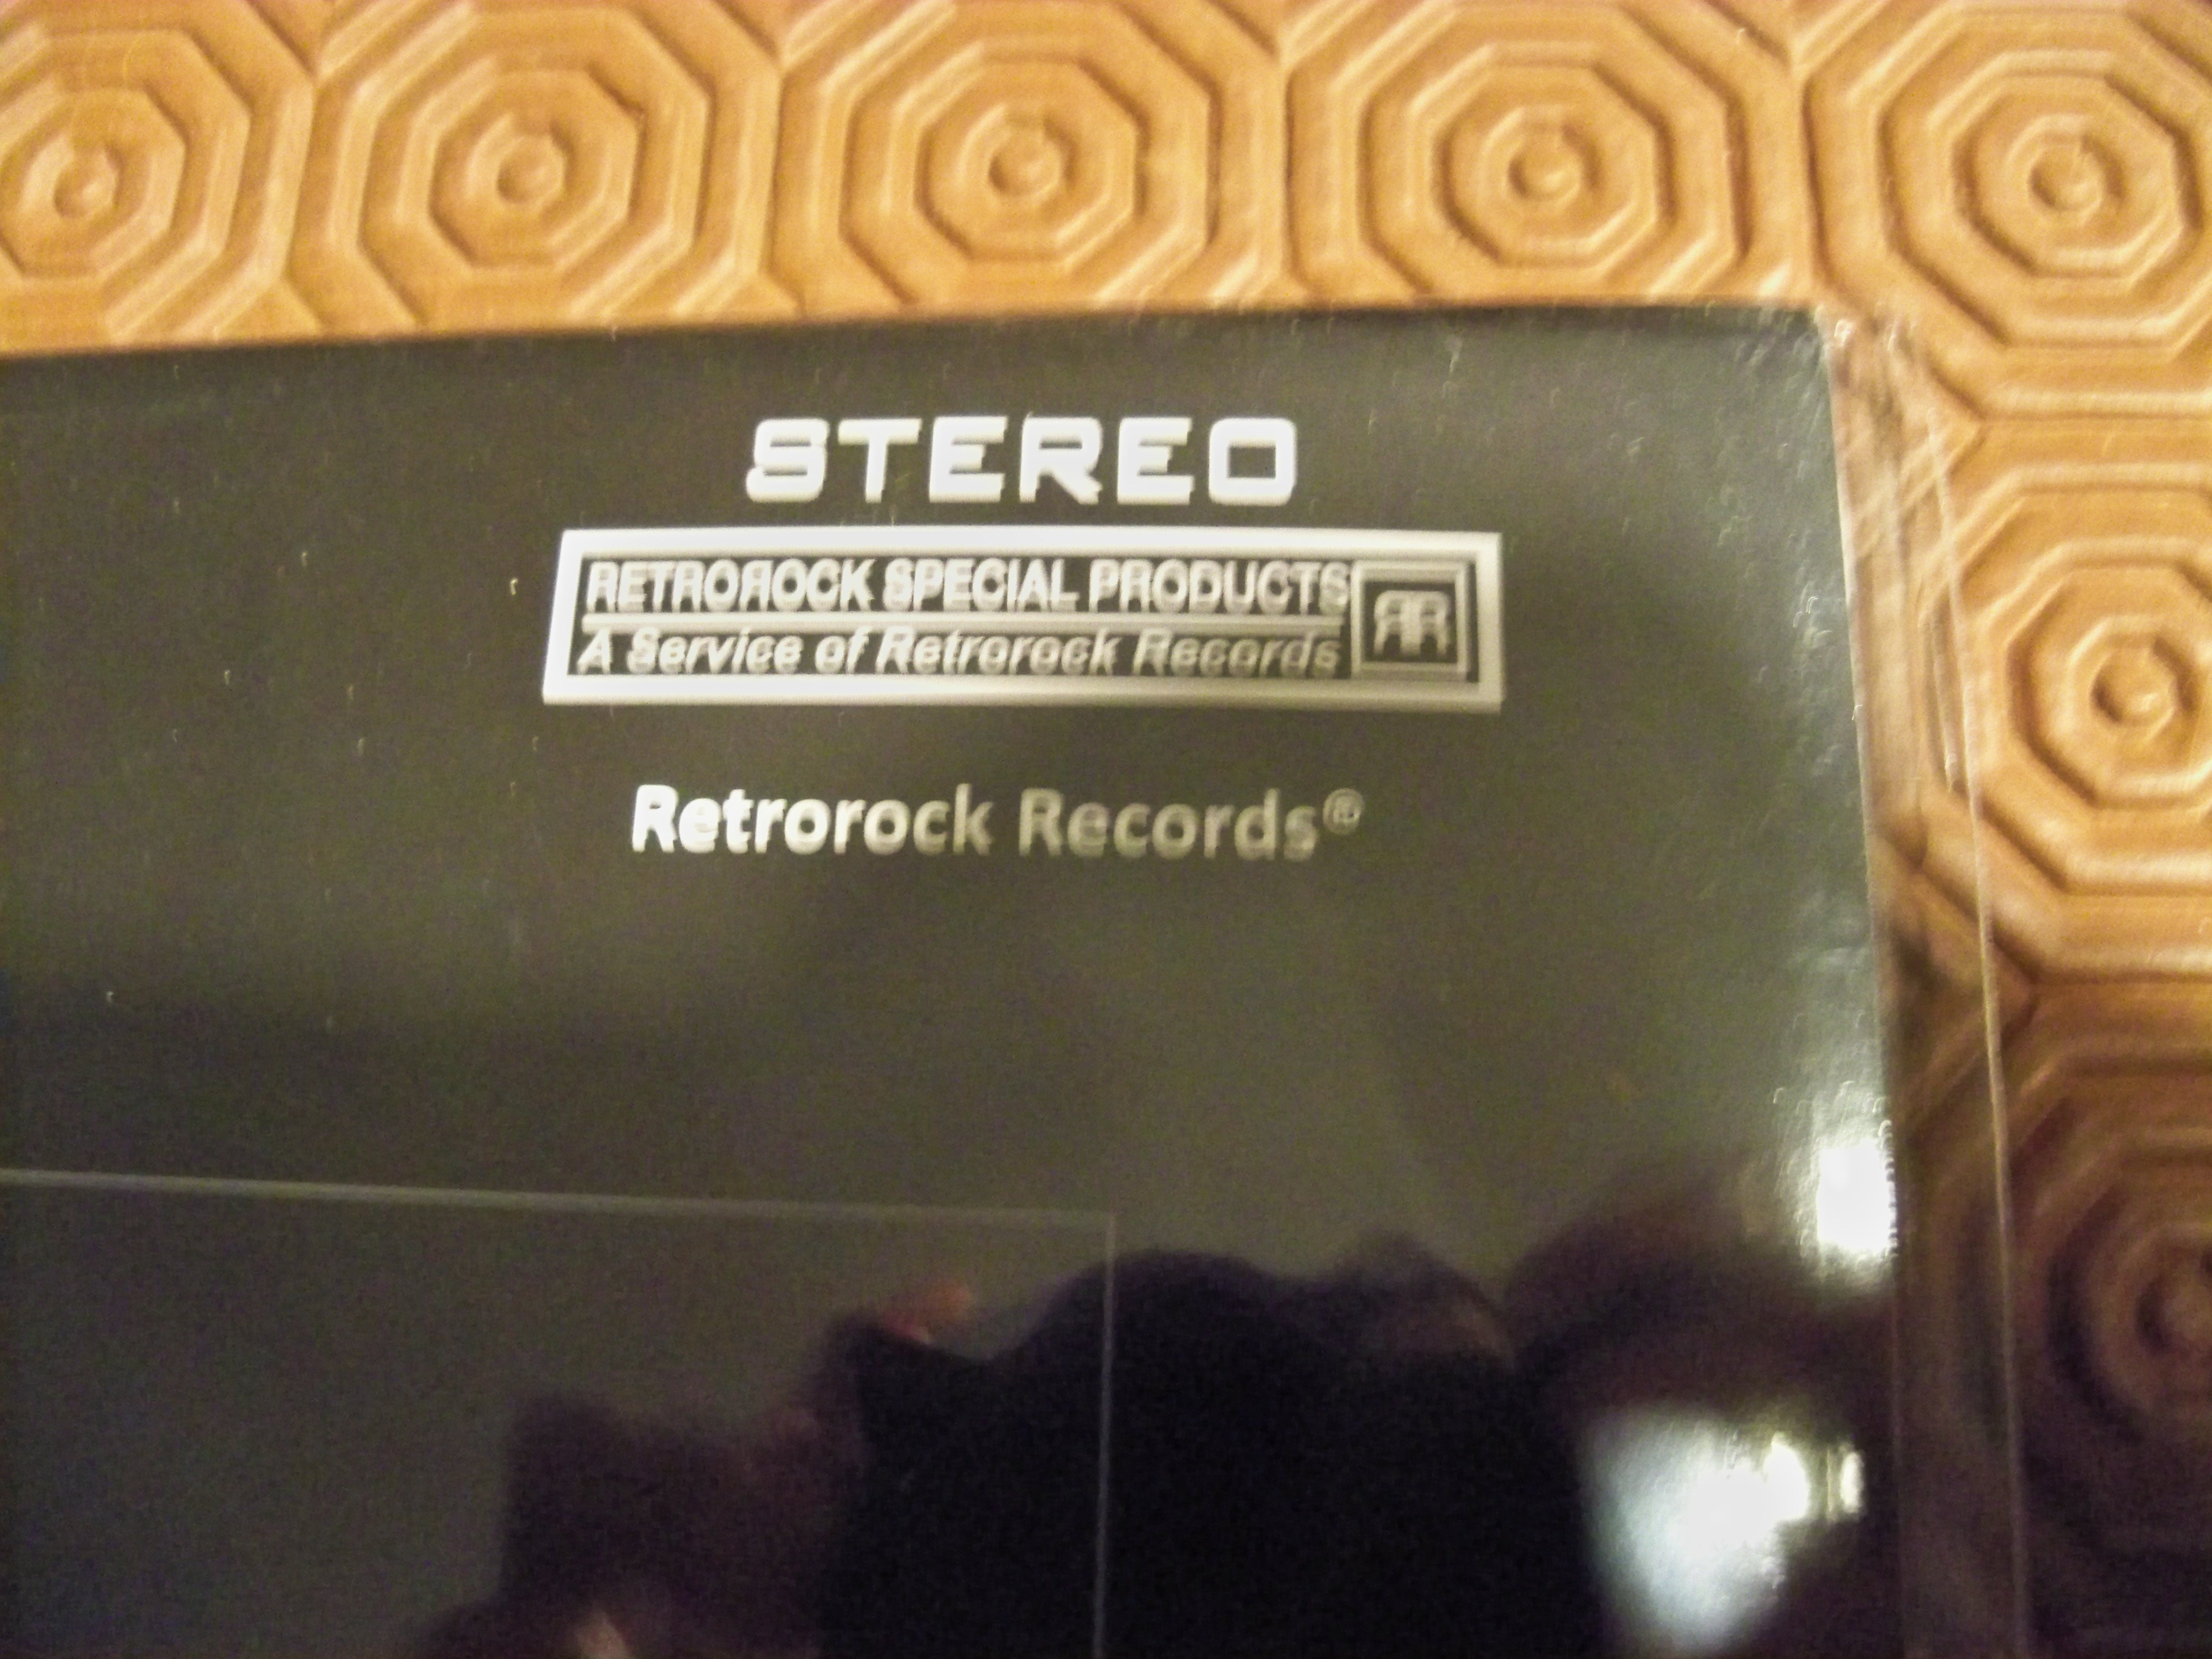 STEREO
RETROROCK SPECIAL PRODUCTS
A Service of Retrorock Records
RR
Retrorock Records®